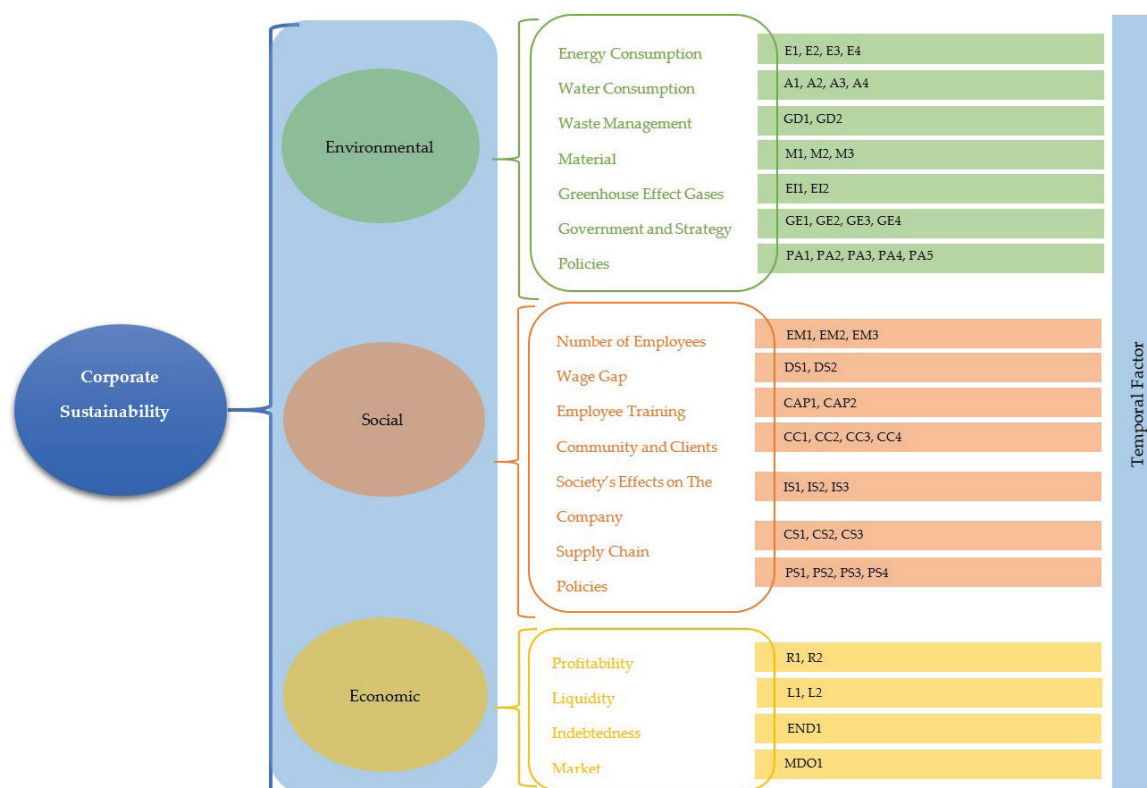 Corporate
Sustainability
Environmental
Energy Consumption
E1, E2, E3, E4
Water Consumption
A1, A2, A3, A4
Waste Management
GD1, GD2
Material
M1, M2, M3
Greenhouse Effect Gases
EI1, EI2
Government and Strategy
GE1, GE2, GE3, GE4
Policies
PA1, PA2, PA3, PA4, PA5
Social
Number of Employees
EM1, EM2, EM3
Wage Gap
DS1, DS2
Employee Training
CAP1, CAP2
Community and Clients
CC1, CC2, CC3, CC4
Society's Effects on The
Company
IS1, IS2, IS3
Supply Chain
CS1, CS2, CS3
Policies
PS1, PS2, PS3, PS4
Economic
Profitability
R1, R2
Liquidity
L1, L2
Indebtedness
END1
Market
MDO1
Temporal Factor